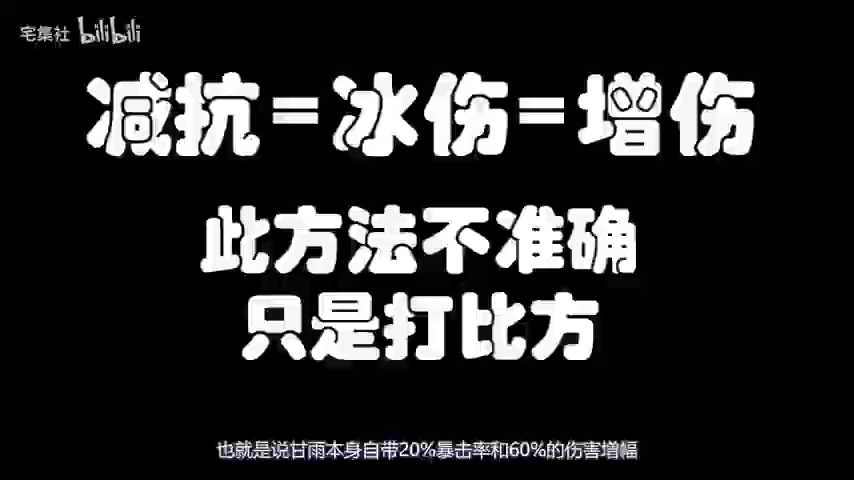 宅集社 bilibili
减抗=冰伤=增伤
此方法不准确
只是打比方
也就是说甘雨本身自带20%暴击率和60%的伤害增幅